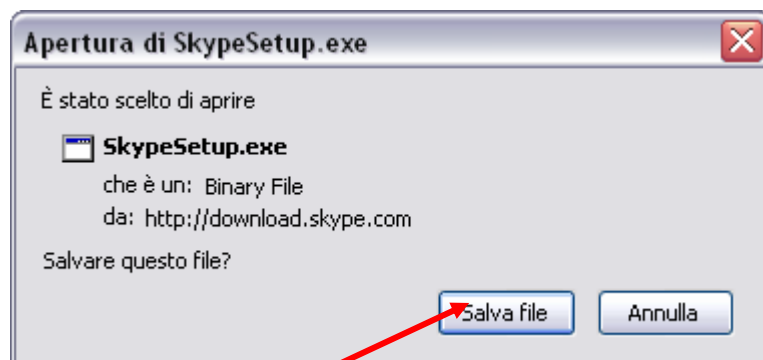 Apertura di SkypeSetup.exe
È stato scelto di aprire
SkypeSetup.exe
che è un: Binary File
da: http://download.skype.com
Salvare questo file?
Salva file Annulla